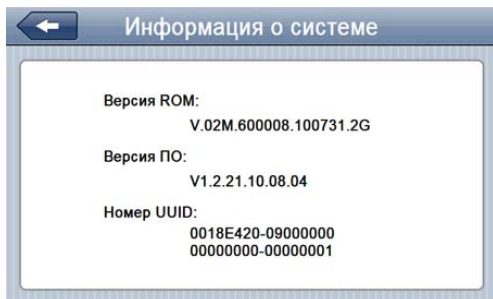 Информация о системе
Версия ROM:
V.02M.600008.100731.2G
Версия ПО:
V1.2.21.10.08.04
Номер UUID:
0018E420-09000000
00000000-00000001